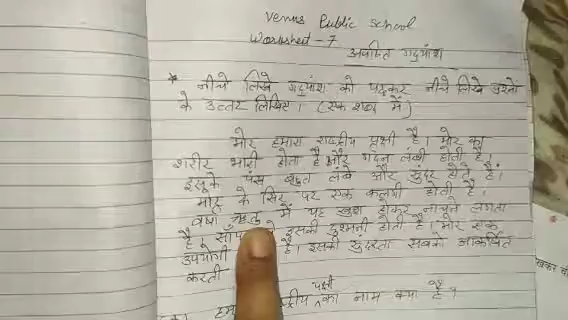 Venus Public School
Worksheet - 7
अपठित गद्यांश
* नीचे लिखे गद्यांश को पढ़कर नीचे लिखे प्रश्नों
के उत्तर लिखिए। (एक शब्द में)
मोर हमारा राष्ट्रीय पक्षी है। मोर का
शरीर भारी होता है और गर्दन लंबी होती है।
इसके पंख बहुत लंबे और सुंदर होते हैं।
मोर के सिर पर एक कलगी होती है।
वर्षा ऋतु में यह खुश होकर नाचने लगता
है। साँप से इसकी दुश्मनी होती है। मोर एक
उपयोगी है। इसकी सुंदरता सबको आकर्षित
करती
पक्षी का नाम क्या है?